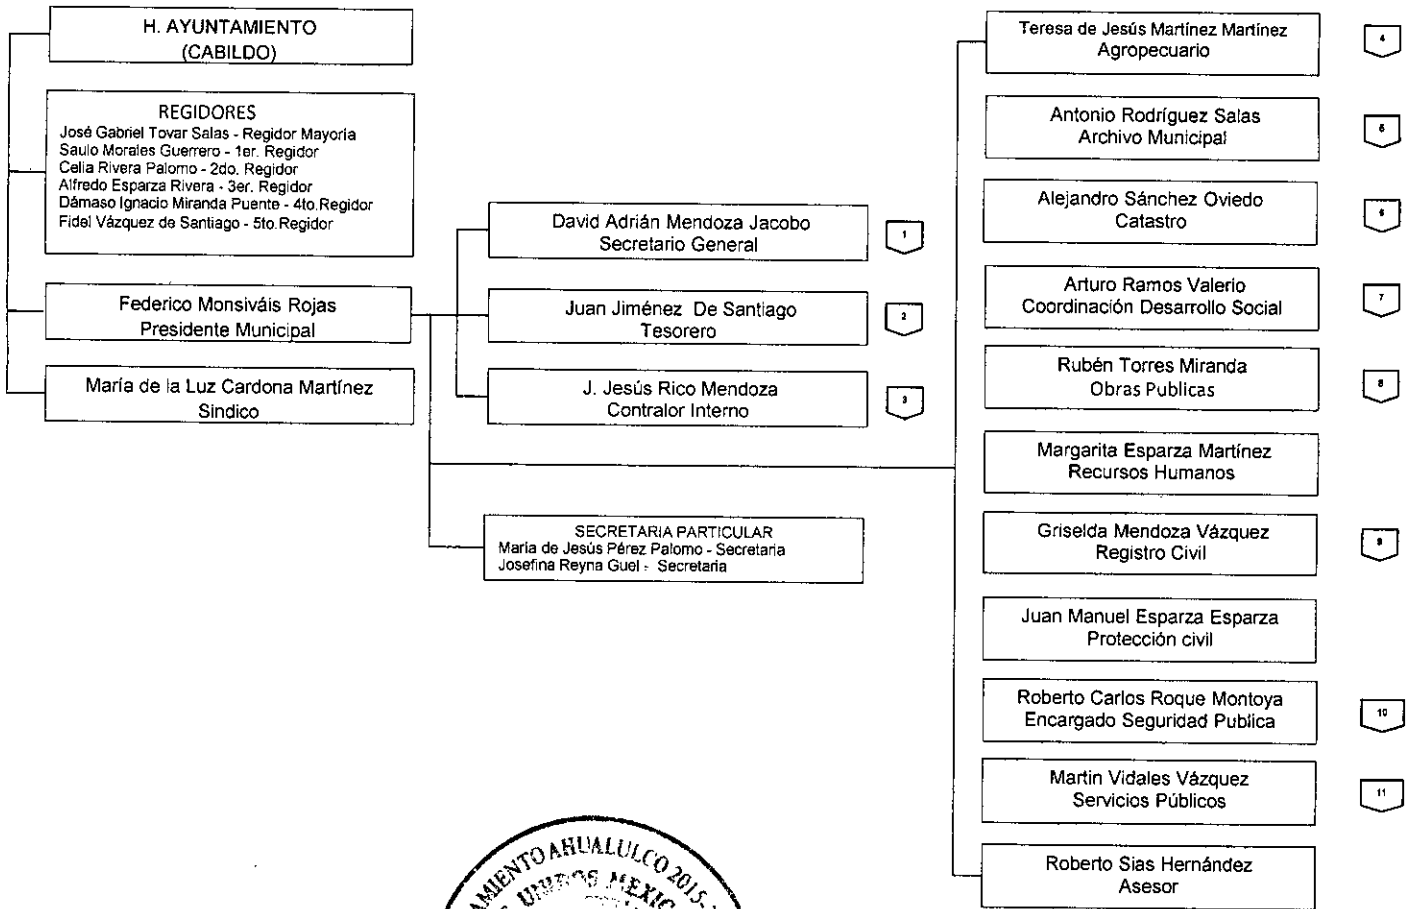 H. AYUNTAMIENTO
(CABILDO)
REGIDORES
José Gabriel Tovar Salas - Regidor Mayoria
Saulo Morales Guerrero - 1er. Regidor
Celia Rivera Palomo - 2do. Regidor
Alfredo Esparza Rivera - 3er. Regidor
Dámaso Ignacio Miranda Puente - 4to.Regidor
Fidel Vázquez de Santiago - 5to.Regidor
Federico Monsiváis Rojas
Presidente Municipal
María de la Luz Cardona Martínez
Sindico
David Adrián Mendoza Jacobo
Secretario General
1
Juan Jiménez De Santiago
Tesorero
2
J. Jesús Rico Mendoza
Contralor Interno
3
SECRETARIA PARTICULAR
Maria de Jesús Pérez Palomo - Secretaria
Josefina Reyna Guel - Secretaria
Teresa de Jesús Martínez Martínez
Agropecuario
4
Antonio Rodríguez Salas
Archivo Municipal
5
Alejandro Sánchez Oviedo
Catastro
6
Arturo Ramos Valerio
Coordinación Desarrollo Social
7
Rubén Torres Miranda
Obras Publicas
8
Margarita Esparza Martínez
Recursos Humanos
Griselda Mendoza Vázquez
Registro Civil
9
Juan Manuel Esparza Esparza
Protección civil
Roberto Carlos Roque Montoya
Encargado Seguridad Publica
10
Martin Vidales Vázquez
Servicios Públicos
11
Roberto Sias Hernández
Asesor
AHUALULCO 2015-
UNIDOS